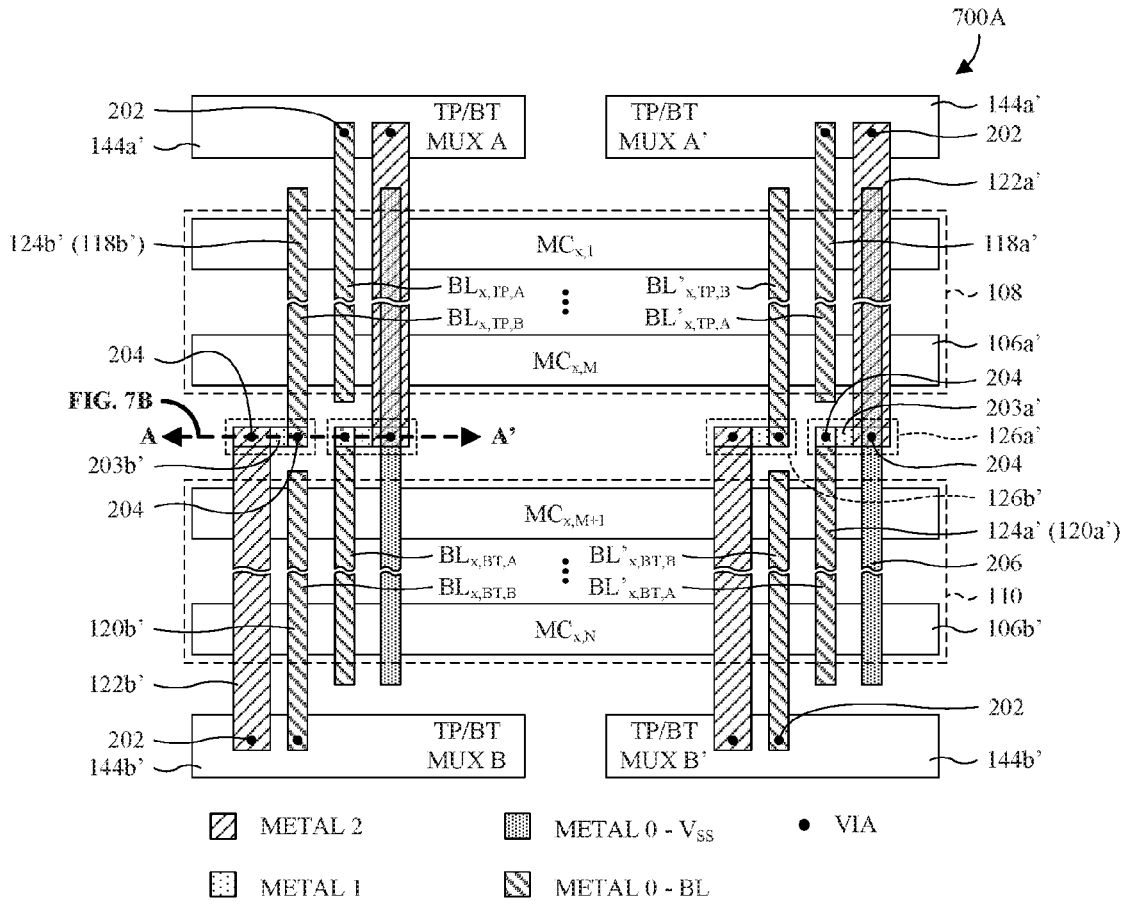 700A
202
TP/BT
MUX A
TP/BT
MUX A'
144a'
144a'
202
122a'
124b' (118b')
MCx,1
118a'
BLx,TP,A
BL'x,TP,B
108
BLx,TP,B
BL'x,TP,A
204
MCx,M
106a'
FIG. 7B
204
A
A'
203a'
126a'
203b'
204
126b'
204
MCx,M+1
124a' (120a')
BLx,BT,A
BL'x,BT,B
206
BLx,BT,B
BL'x,BT,A
110
120b'
MCx,N
106b'
122b'
202
TP/BT
MUX B
TP/BT
MUX B'
202
144b'
144b'
METAL 2
METAL 0 - VSS
VIA
METAL 1
METAL 0 - BL